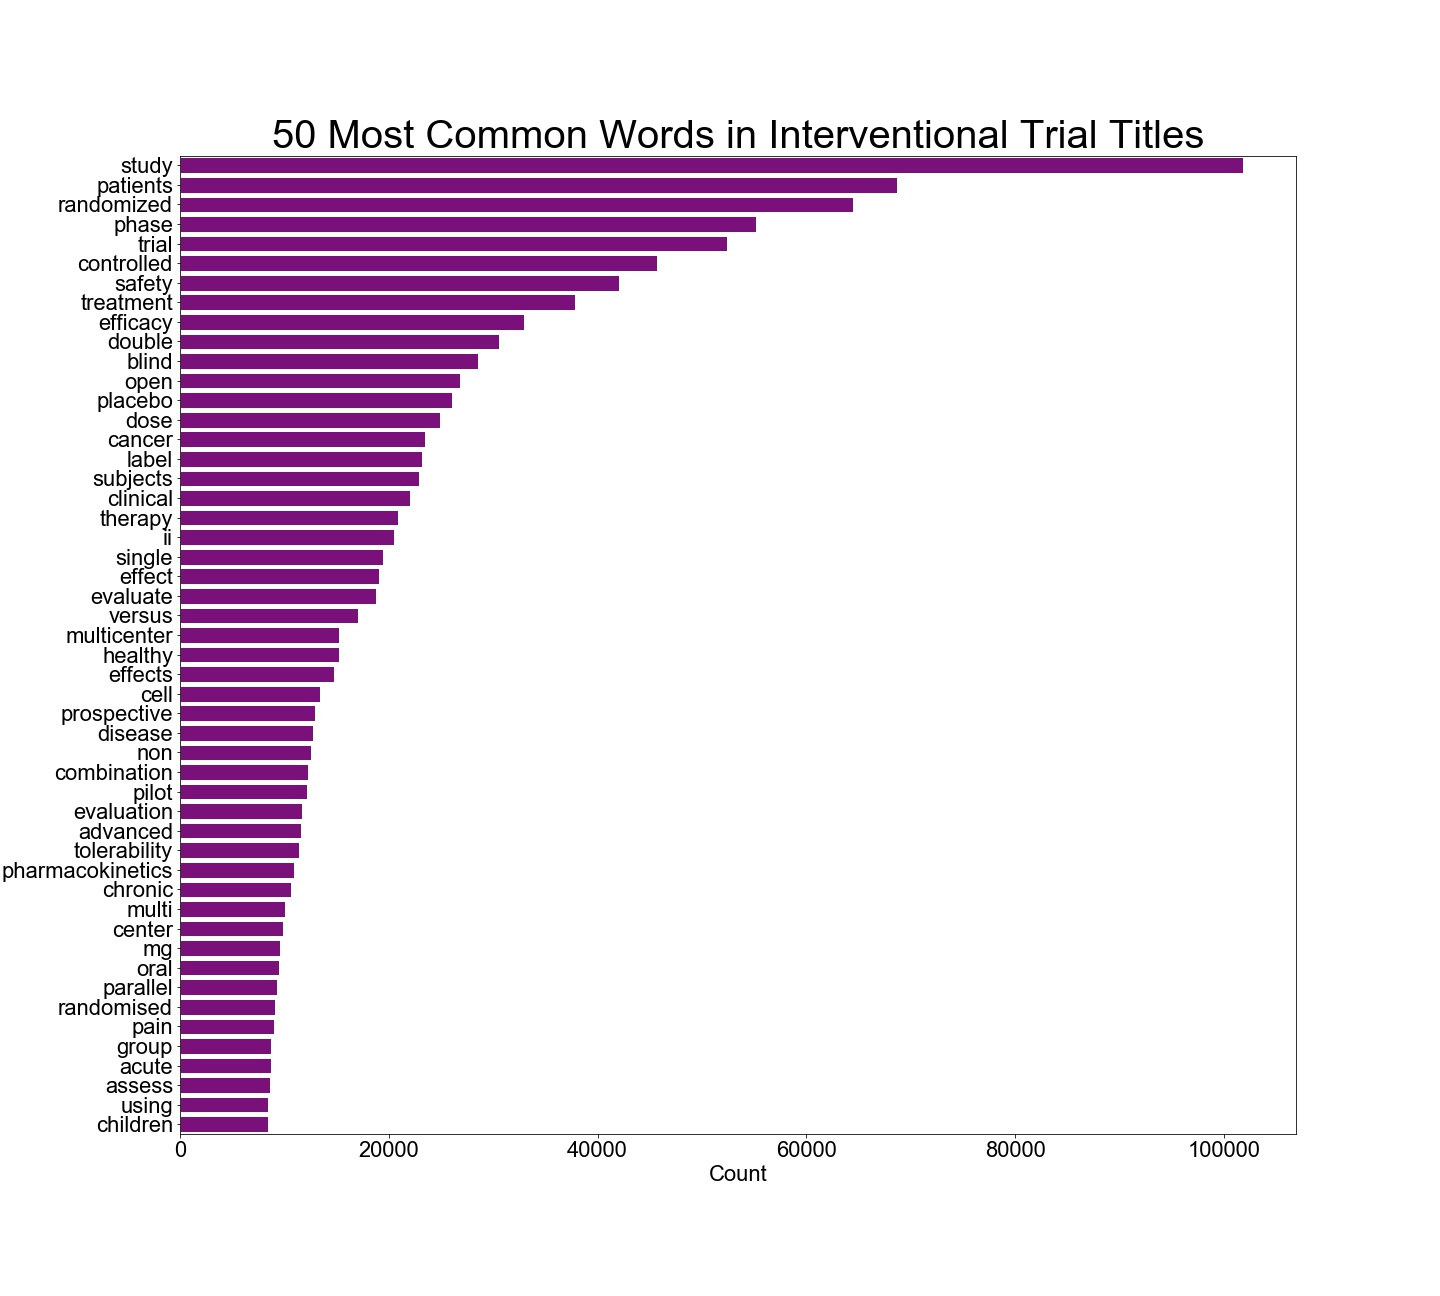 50 Most Common Words in Interventional Trial Titles
study
patients
randomized
phase
trial
controlled
safety
treatment
efficacy
double
blind
open
placebo
dose
cancer
label
subjects
clinical
therapy
ii
single
effect
evaluate
versus
multicenter
healthy
effects
cell
prospective
disease
non
combination
pilot
evaluation
advanced
tolerability
pharmacokinetics
chronic
multi
center
mg
oral
parallel
randomised
pain
group
acute
assess
using
children
0 20000 40000 60000 80000 100000
Count